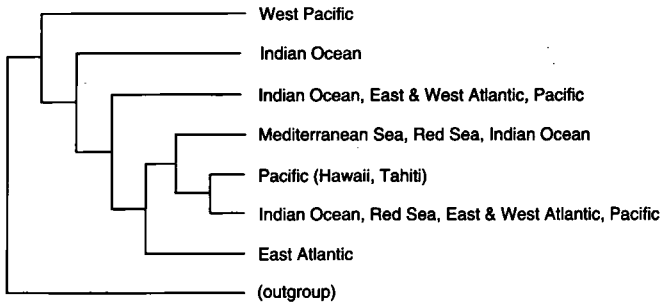 West Pacific
Indian Ocean
Indian Ocean, East & West Atlantic, Pacific
Mediterranean Sea, Red Sea, Indian Ocean
Pacific (Hawaii, Tahiti)
Indian Ocean, Red Sea, East & West Atlantic, Pacific
East Atlantic
(outgroup)